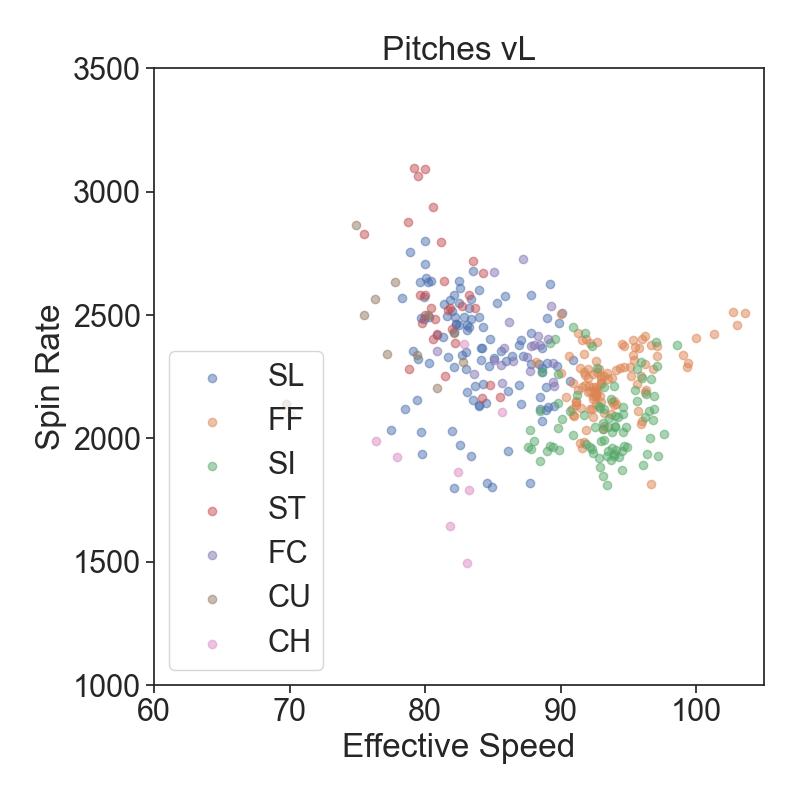 Pitches vL
3500
3000
2500
2000
1500
1000
Spin Rate
SL
FF
SI
ST
FC
CU
CH
60 70 80 90 100
Effective Speed